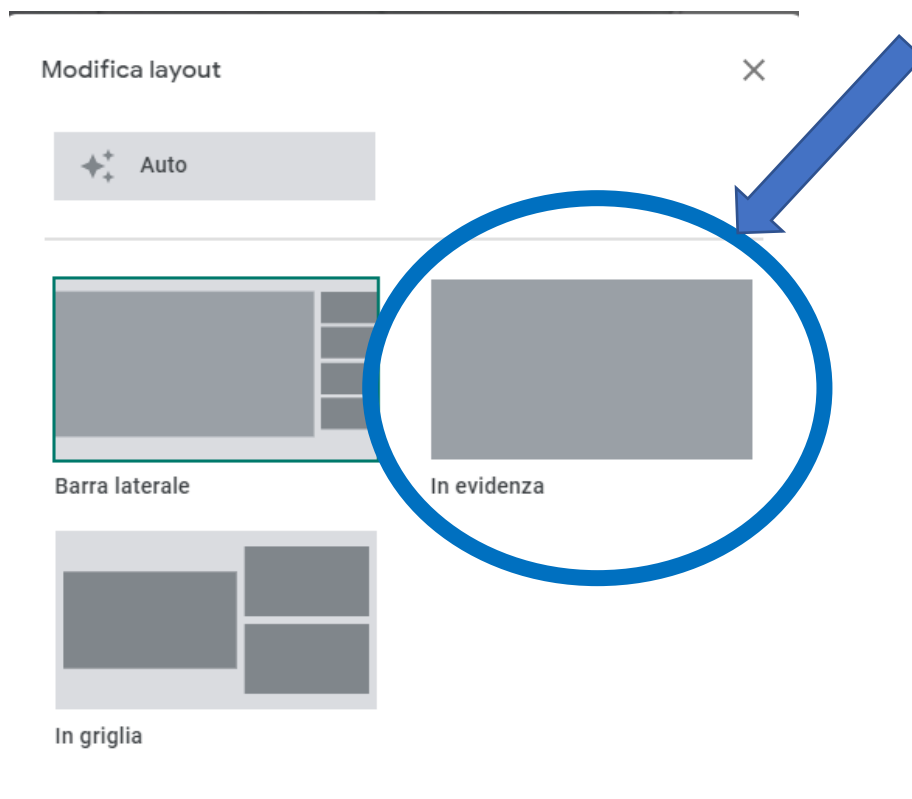 Modifica layout
Auto
Barra laterale
In evidenza
In griglia